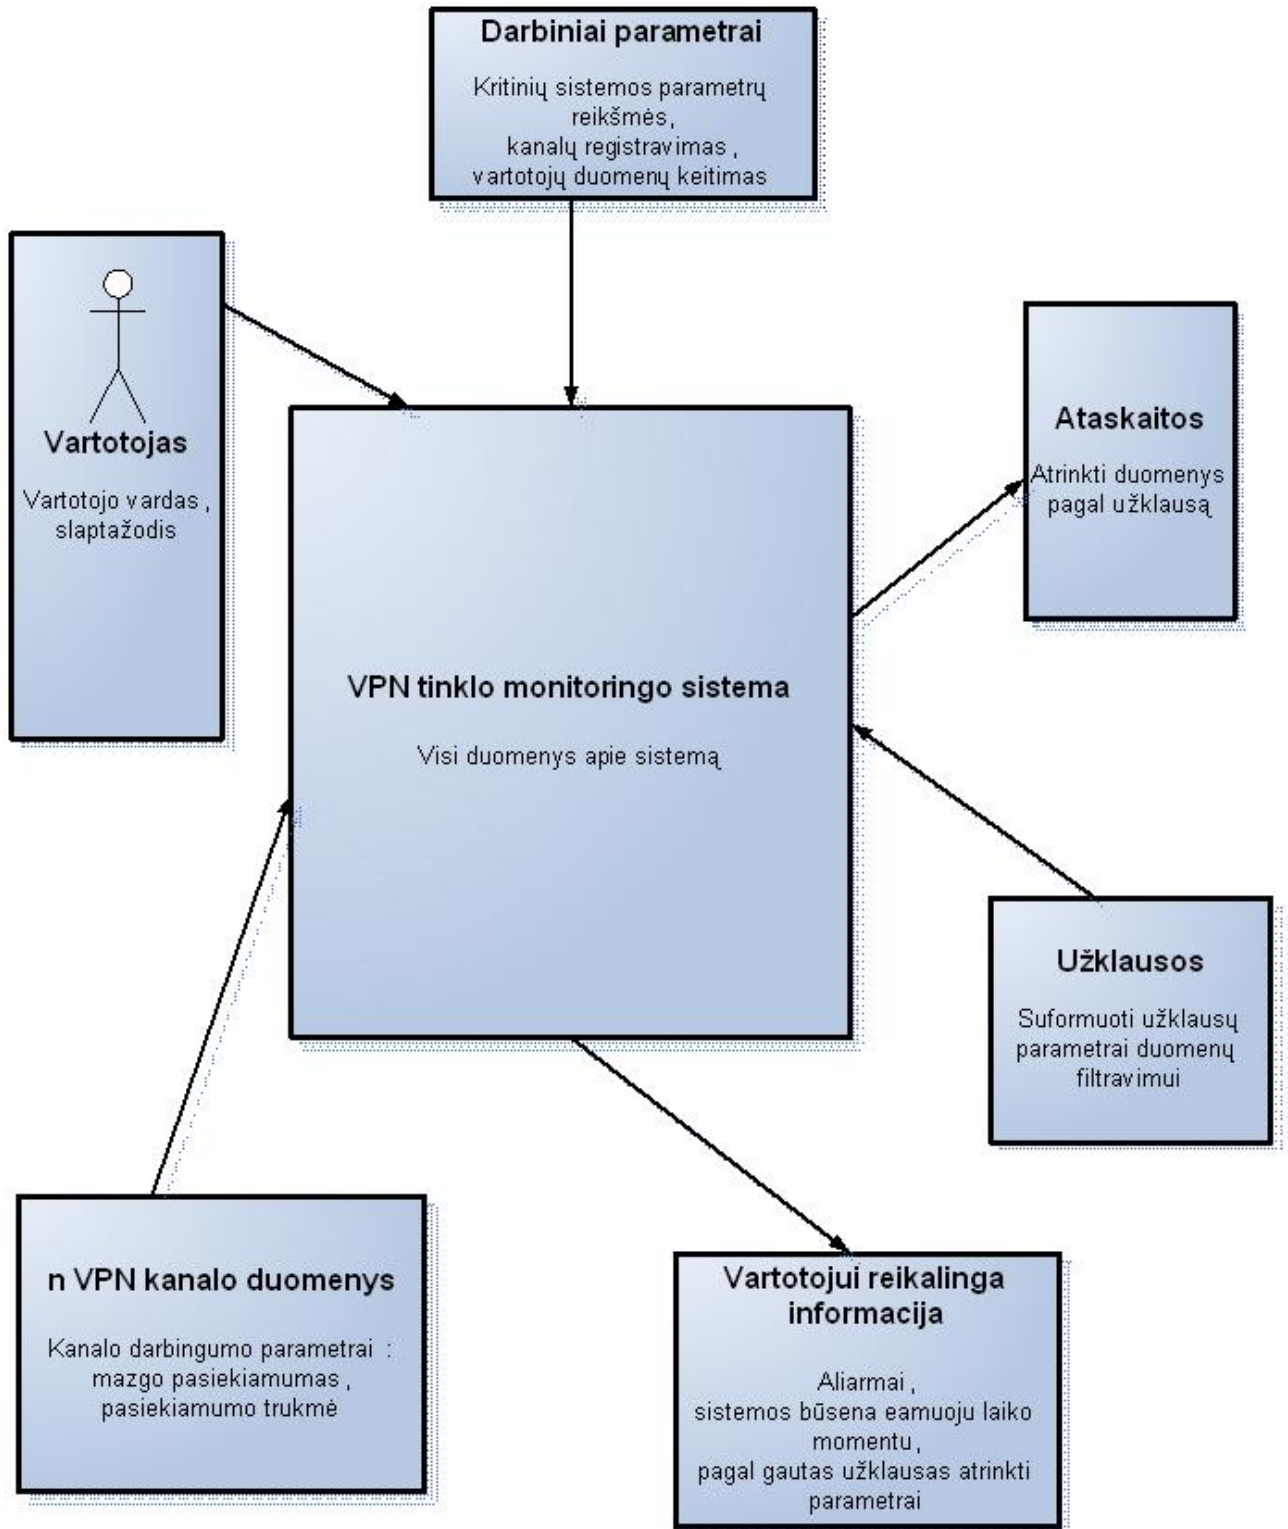 Darbiniai parametrai
Kritinių sistemos parametrų
reikšmės,
kanalų registravimas ,
vartotojų duomenų keitimas
Vartotojas
Vartotojo vardas ,
slaptažodis
Ataskaitos
Atrinkti duomenys
pagal užklausą
VPN tinklo monitoringo sistema
Visi duomenys apie sistemą
Užklausos
Suformuoti užklausų
parametrai duomenų
filtravimui
n VPN kanalo duomenys
Kanalo darbingumo parametrai :
mazgo pasiekiamumas ,
pasiekiamumo trukmė
Vartotojui reikalinga
informacija
Aliarmai ,
sistemos būsena eamuoju laiko
momentu ,
pagal gautas užklausas atrinkti
parametrai